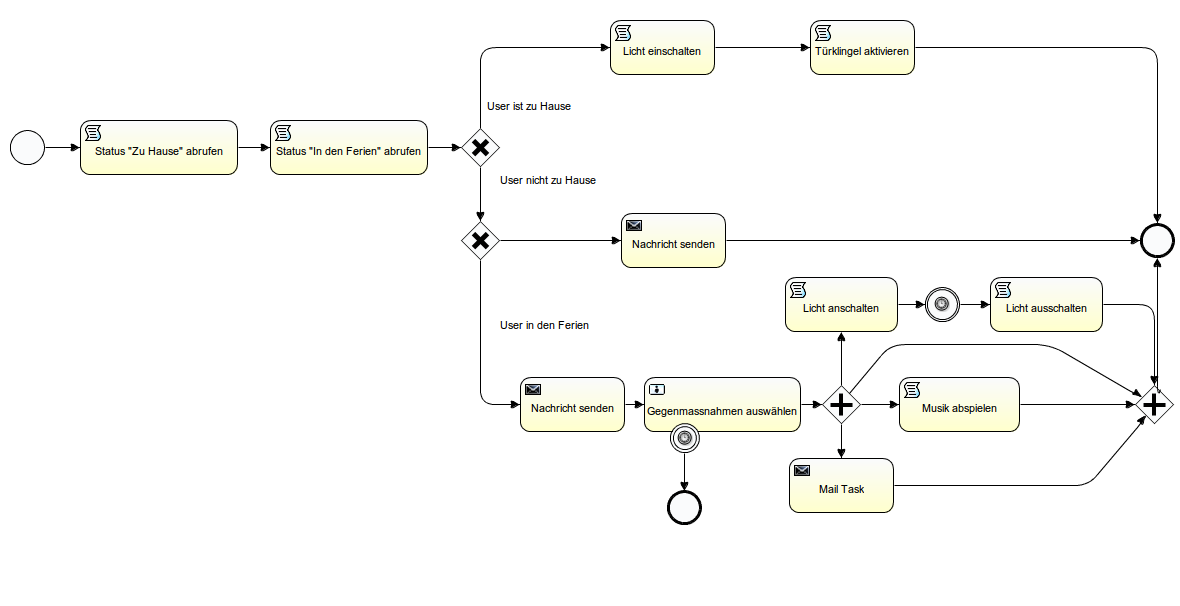 Licht einschalten
Türklingel aktivieren
User ist zu Hause
Status "Zu Hause" abrufen
Status "In den Ferien" abrufen
User nicht zu Hause
Nachricht senden
Licht anschalten
Licht ausschalten
User in den Ferien
Nachricht senden
Gegenmassnahmen auswählen
Musik abspielen
Mail Task